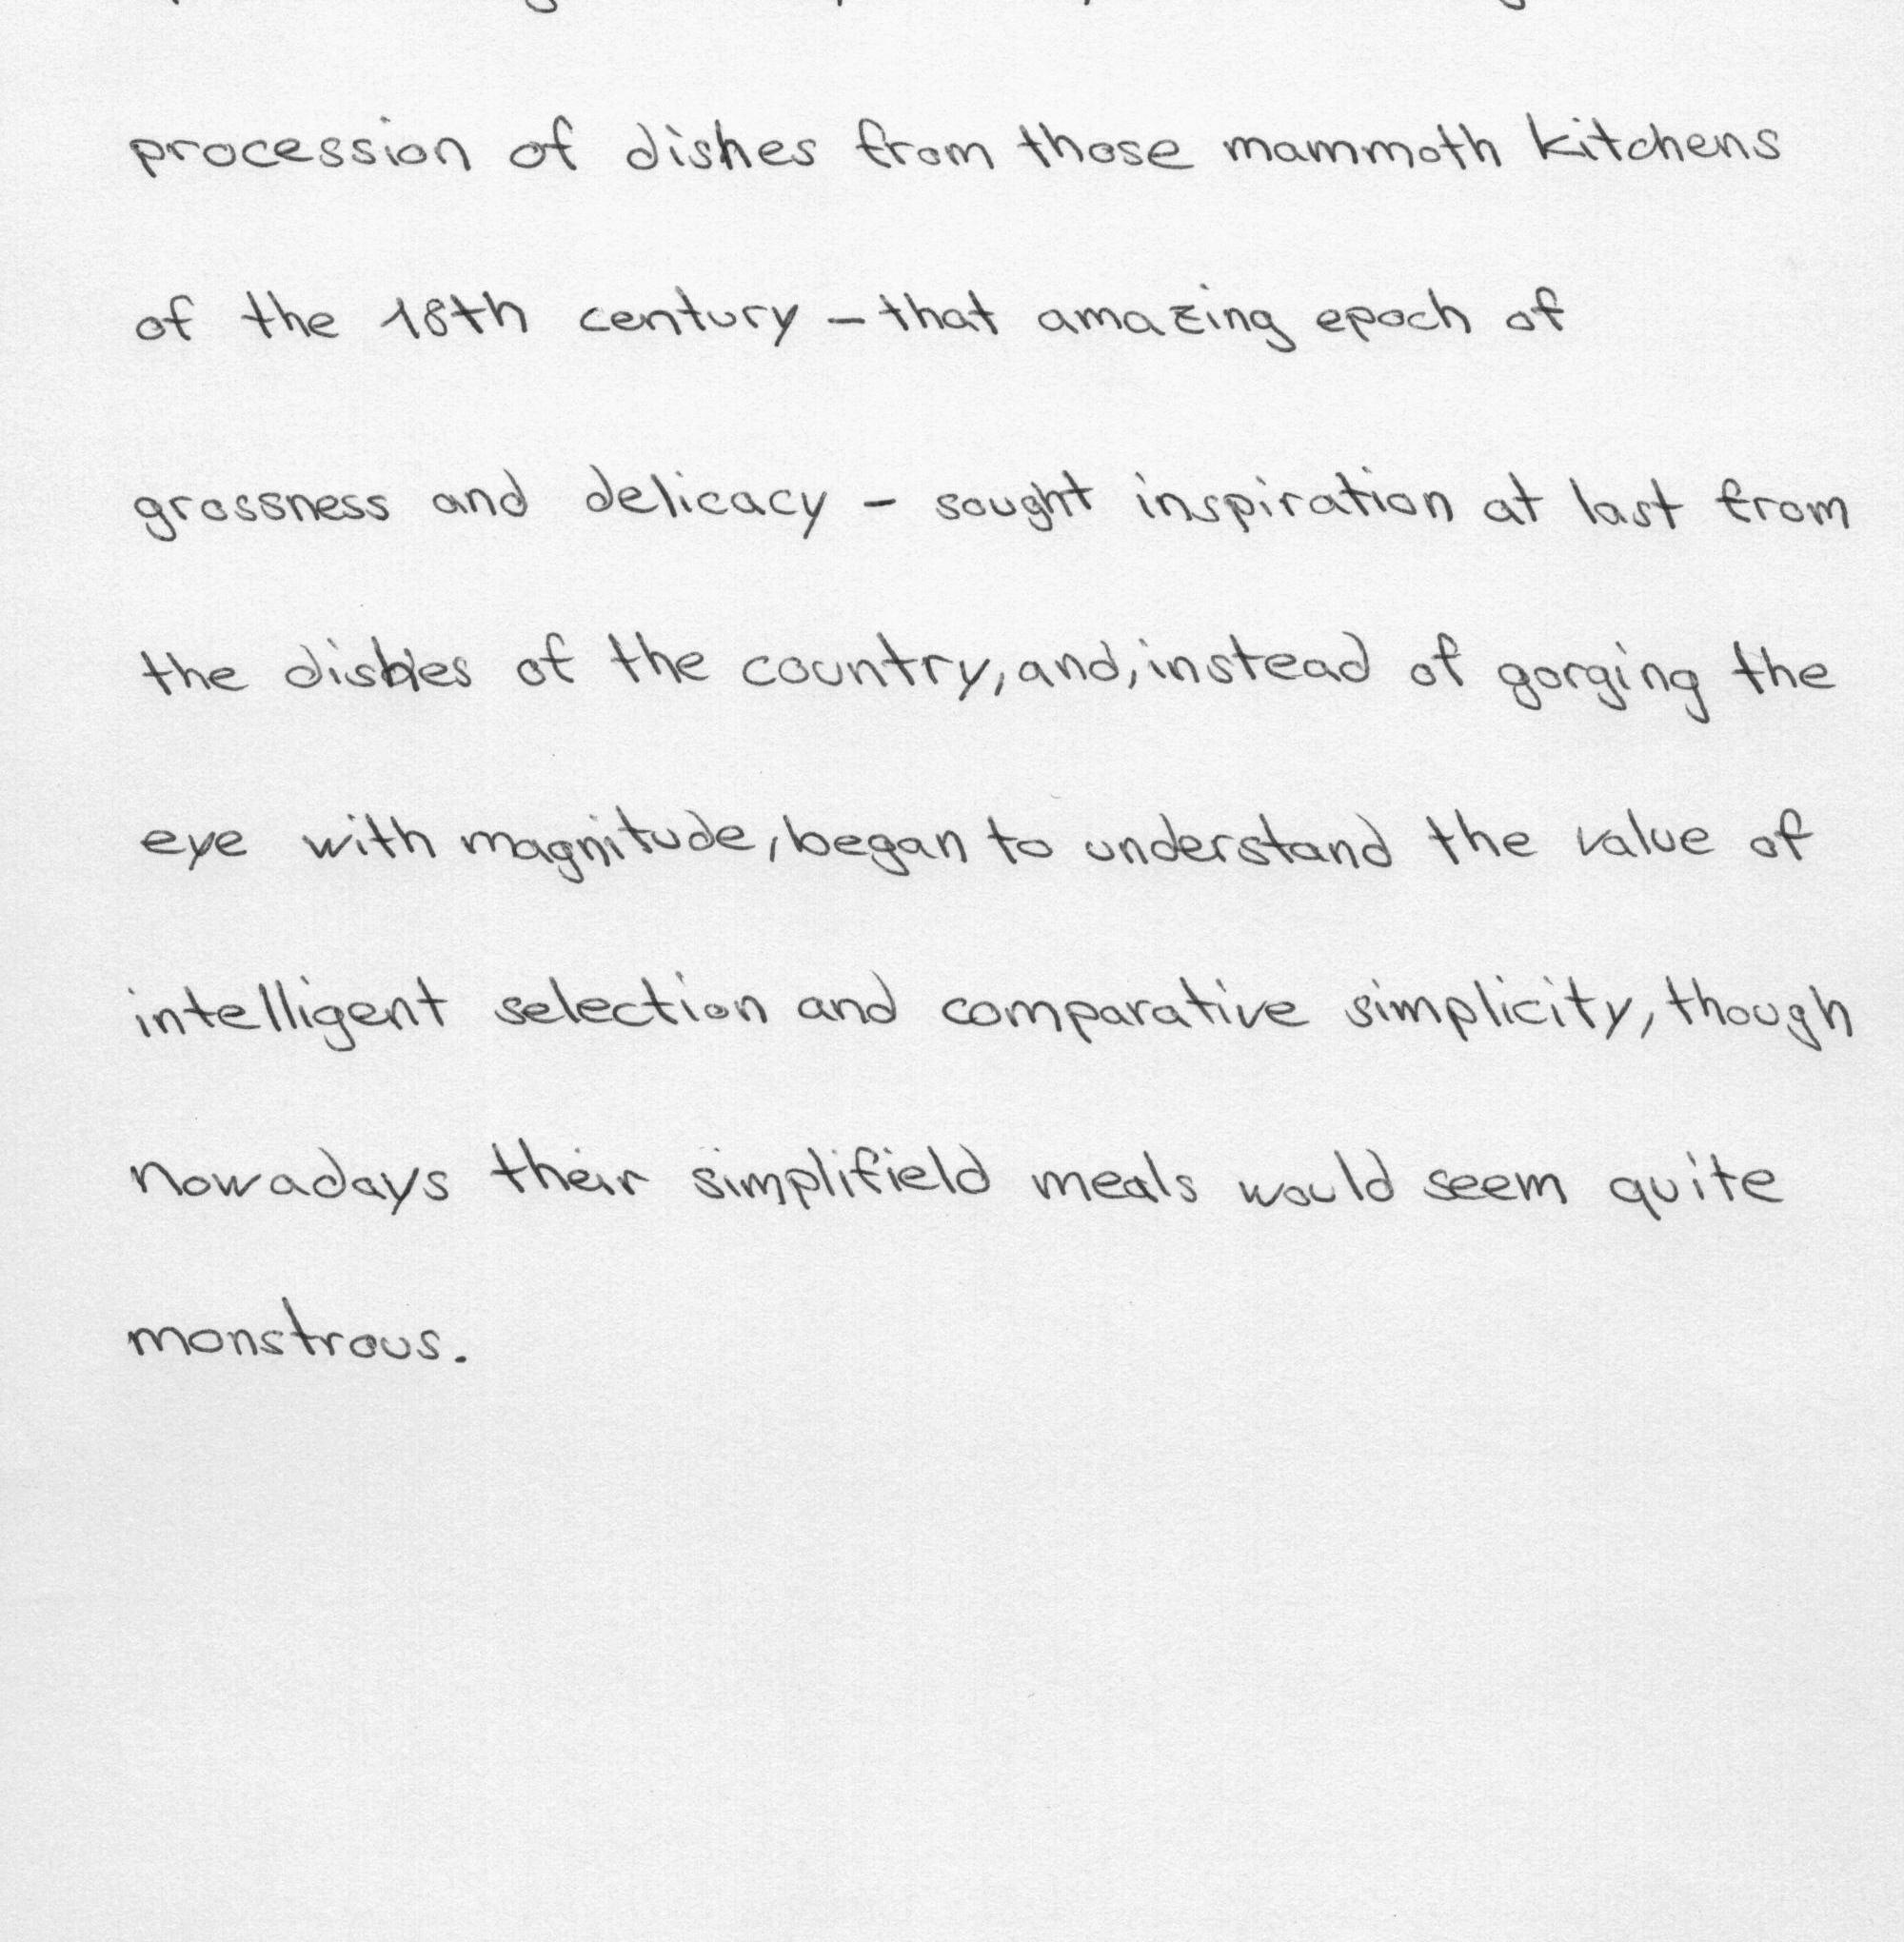 procession of dishes from those mammoth kitchens
of the 18th century - that amazing epoch of
grossness and delicacy - sought inspiration at last from
the dishes of the country, and, instead of gorging the
eye with magnitude, began to understand the value of
intelligent selection and comparative simplicity, though
nowadays their simplifield meals would seem quite
monstrous.